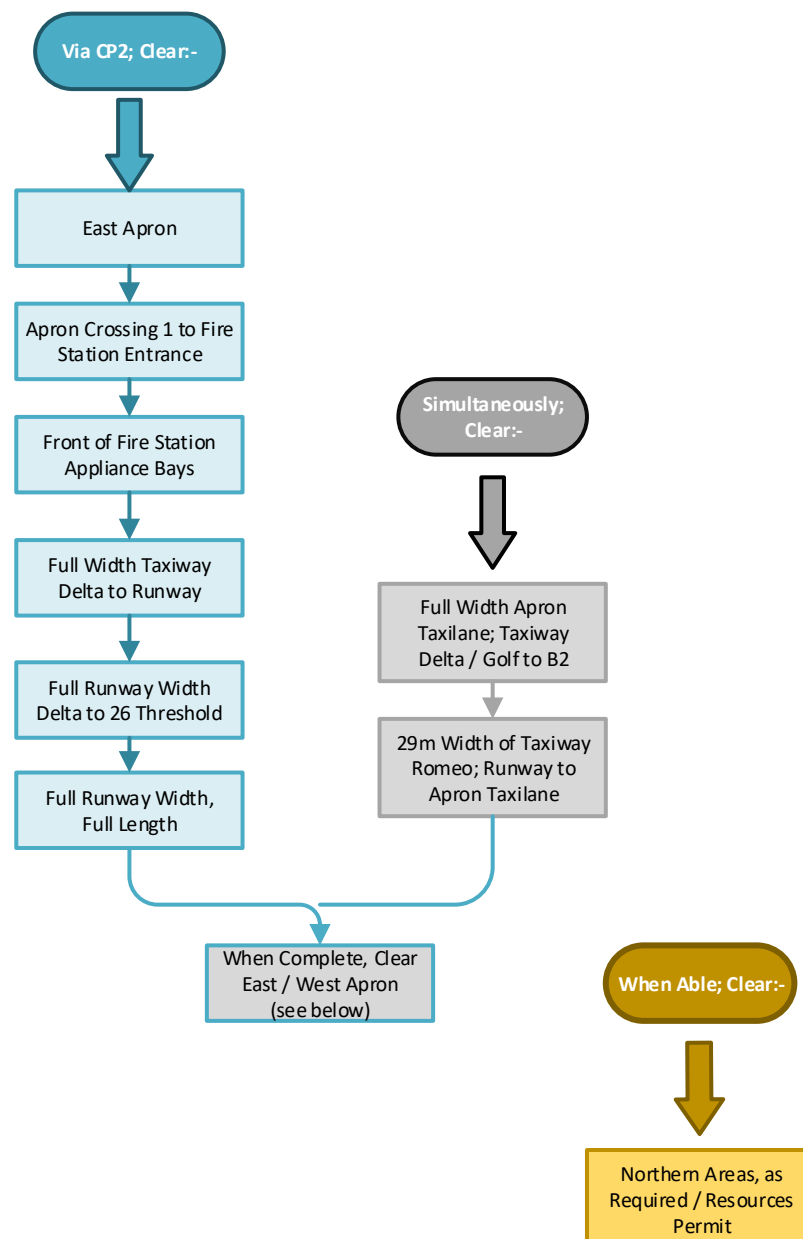 Via CP2; Clear:-
East Apron
Apron Crossing 1 to Fire
Station Entrance
Front of Fire Station
Appliance Bays
Full Width Taxiway
Delta to Runway
Full Runway Width
Delta to 26 Threshold
Full Runway Width,
Full Length
Simultaneously;
Clear:-
Full Width Apron
Taxilane; Taxiway
Delta / Golf to B2
29m Width of Taxiway
Romeo; Runway to
Apron Taxilane
When Complete, Clear
East / West Apron
(see below)
When Able; Clear:-
Northern Areas, as
Required / Resources
Permit